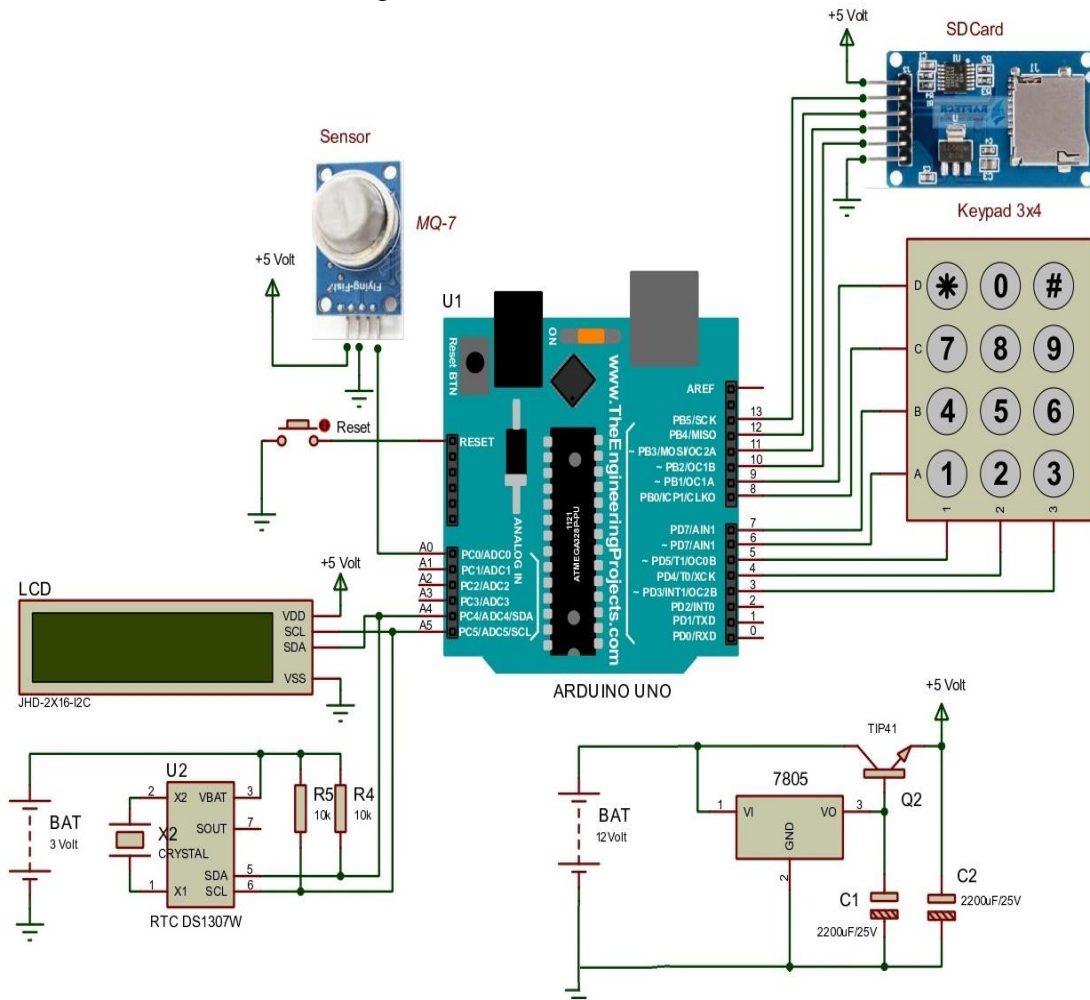 +5 Volt
SDCard
Sensor
MQ-7
Flying-Fish
+5 Volt
Keypad 3x4
D
* 0 #
C
7 8 9
B
4 5 6
A
1 2 3
1 2 3
U1
Reset BTN
ON
www.TheEngineeringProjects.com
1121
ATMEGA328P-PU
ANALOG IN
Reset
RESET
AREF
PB5/SCK 13
PB4/MISO 12
~ PB3/MOSI/OC2A 11
~ PB2/OC1B 10
~ PB1/OC1A 9
PB0/ICP1/CLKO 8
PD7/AIN1 7
~ PD7/AIN1 6
~ PD5/T1/OC0B 5
PD4/T0/XCK 4
~ PD3/INT1/OC2B 3
PD2/INT0 2
PD1/TXD 1
PD0/RXD 0
A0 PC0/ADC0
A1 PC1/ADC1
A2 PC2/ADC2
A3 PC3/ADC3
A4 PC4/ADC4/SDA
A5 PC5/ADC5/SCL
ARDUINO UNO
LCD
+5 Volt
VDD
SCL
SDA
VSS
JHD-2X16-I2C
U2
BAT
3 Volt
X2
CRYSTAL
2 X2 VBAT 3
SOUT 7
SDA 5
1 X1 SCL 6
RTC DS1307W
R5
10k
R4
10k
+5 Volt
TIP41
Q2
7805
1 VI VO 3
GND
2
BAT
12 Volt
C1
2200uF/25V
C2
2200uF/25V